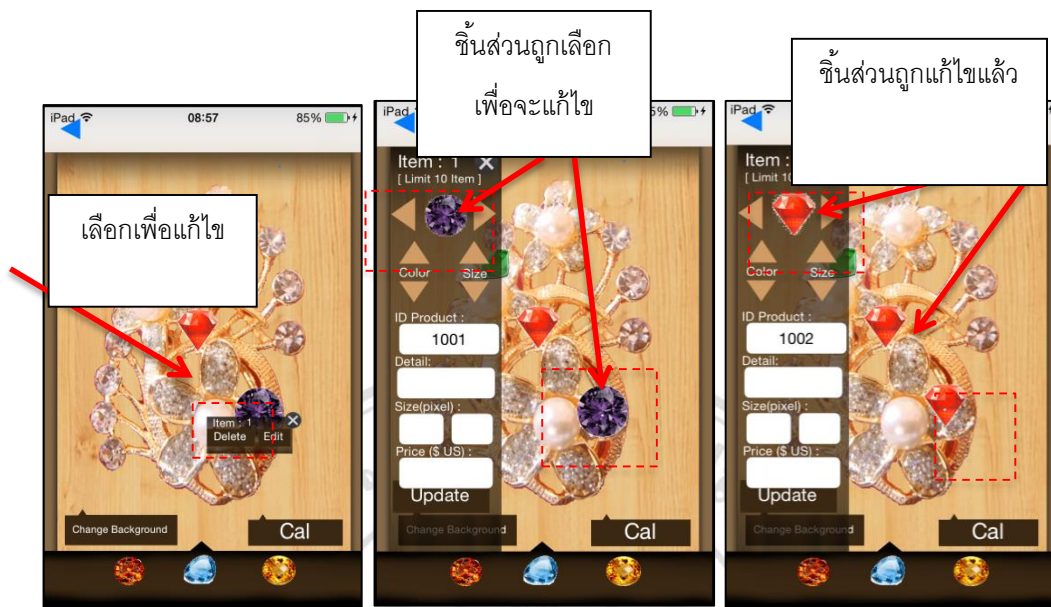 เลือกเพื่อแก้ไข
iPad 08:57 85%
Item : 1
Delete Edit
Change Background
Cal
ชิ้นส่วนถูกเลือก
เพื่อจะแก้ไข
iPad 5%
Item : 1 X
[ Limit 10 Item ]
Color Size
ID Product :
1001
Detail:
Size(pixel) :
Price ($ US) :
Update
Change Background
Cal
ชิ้นส่วนถูกแก้ไขแล้ว
iPad
Item :
[ Limit 10
Color Size
ID Product :
1002
Detail:
Size(pixel) :
Price ($ US) :
Update
Change Background
Cal